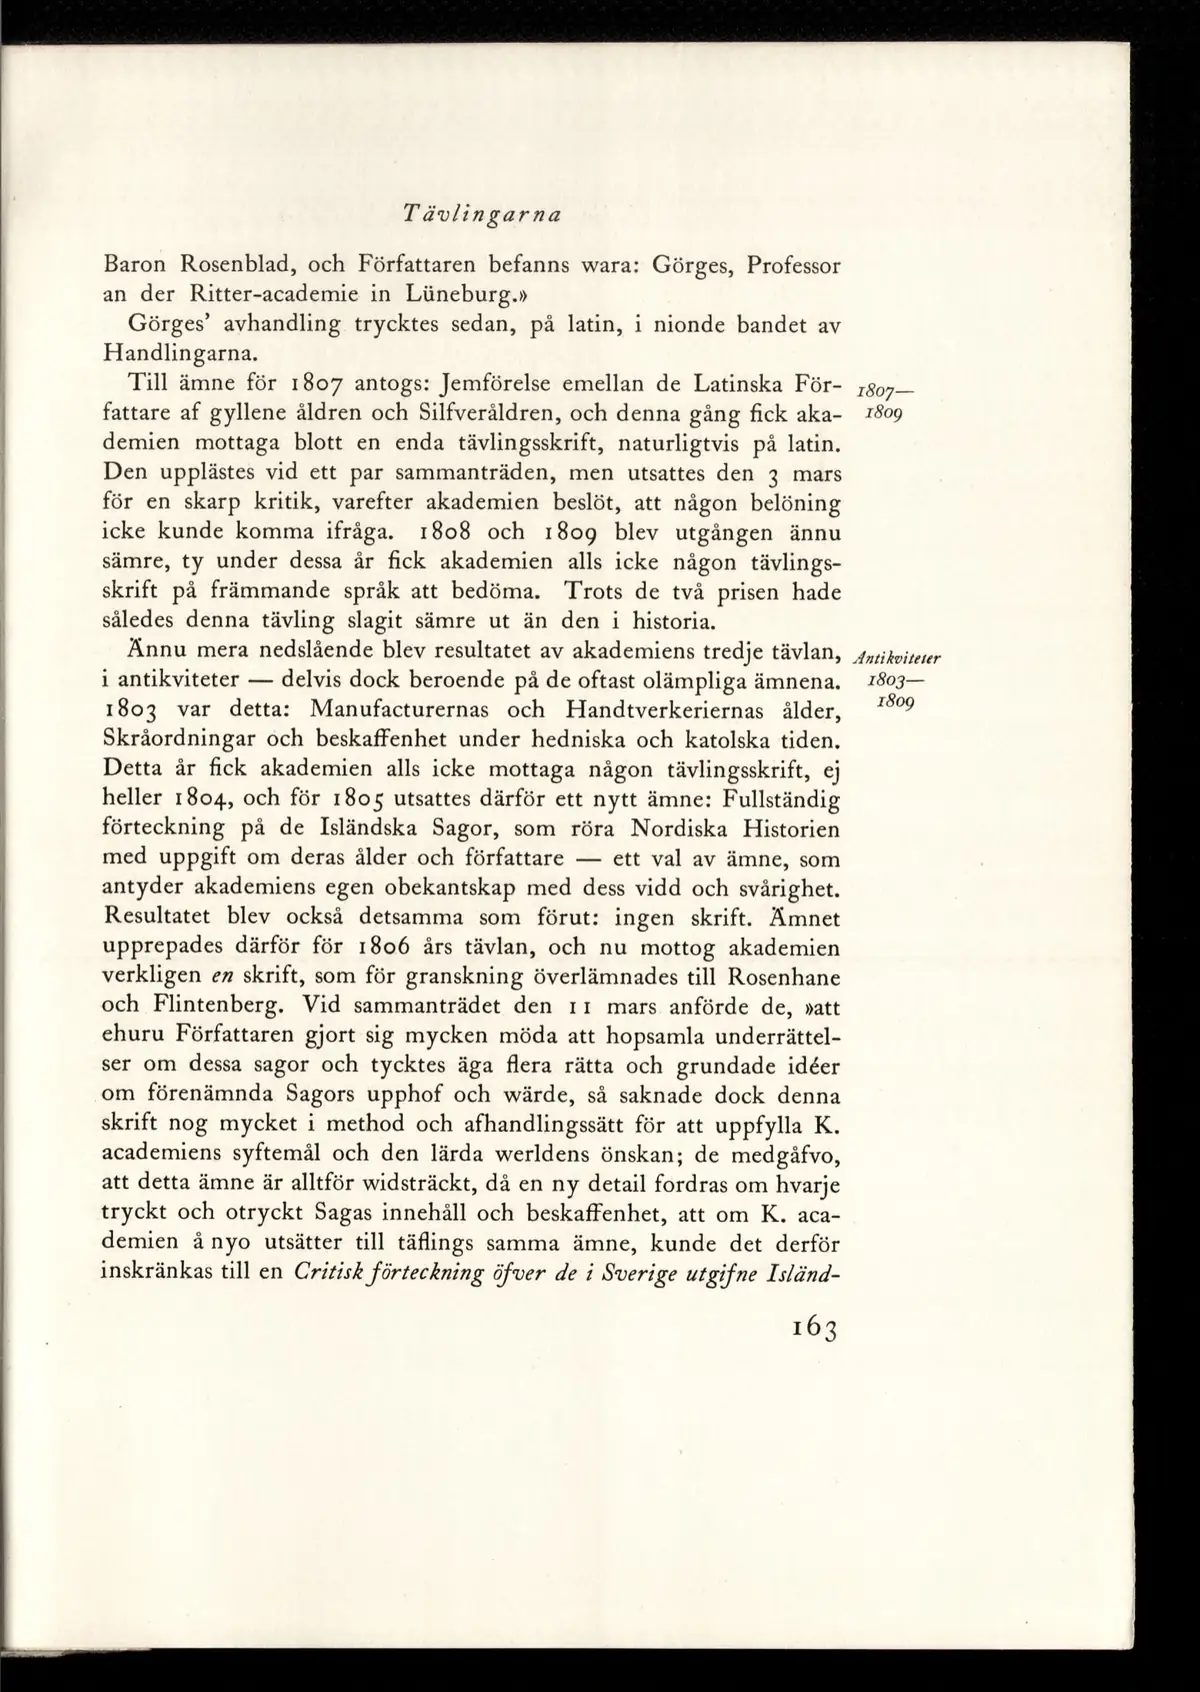 Tävlingarna
Baron Rosenblad, och Författaren befanns wara: Görges, Professor
an der Ritter-academie in Lüneburg.»
Görges’ avhandling trycktes sedan, på latin, i nionde bandet av
Handlingarna.
Till ämne för 1807 antogs: Jemförelse emellan de Latinska För-
fattare af gyllene åldren och Silfveråldren, och denna gång fick aka-
demien mottaga blott en enda tävlingsskrift, naturligtvis på latin.
Den upplästes vid ett par sammanträden, men utsattes den 3 mars
för en skarp kritik, varefter akademien beslöt, att någon belöning
icke kunde komma ifråga. 1808 och 1809 blev utgången ännu
sämre, ty under dessa år fick akademien alls icke någon tävlings-
skrift på främmande språk att bedöma. Trots de två prisen hade
således denna tävling slagit sämre ut än den i historia.
1807—
1809
Ännu mera nedslående blev resultatet av akademiens tredje tävlan,
i antikviteter — delvis dock beroende på de oftast olämpliga ämnena.
1803 var detta: Manufacturernas och Handtverkeriernas ålder,
Skråordningar och beskaffenhet under hedniska och katolska tiden.
Detta år fick akademien alls icke mottaga någon tävlingsskrift, ej
heller 1804, och för 1805 utsattes därför ett nytt ämne: Fullständig
förteckning på de Isländska Sagor, som röra Nordiska Historien
med uppgift om deras ålder och författare — ett val av ämne, som
antyder akademiens egen obekantskap med dess vidd och svårighet.
Resultatet blev också detsamma som förut: ingen skrift. Ämnet
upprepades därför för 1806 års tävlan, och nu mottog akademien
verkligen en skrift, som för granskning överlämnades till Rosenhane
och Flintenberg. Vid sammanträdet den 11 mars anförde de, »att
ehuru Författaren gjort sig mycken möda att hopsamla underrättel-
ser om dessa sagor och tycktes äga flera rätta och grundade idéer
om förenämnda Sagors upphof och wärde, så saknade dock denna
skrift nog mycket i method och afhandlingssätt för att uppfylla K.
academiens syftemål och den lärda werldens önskan; de medgåfvo,
att detta ämne är alltför widsträckt, då en ny detail fordras om hvarje
tryckt och otryckt Sagas innehåll och beskaffenhet, att om K. aca-
demien å nyo utsätter till täflings samma ämne, kunde det derför
inskränkas till en Critisk förteckning öfver de i Sverige utgifne Isländ-
Antikviteter
1803—
1809
163